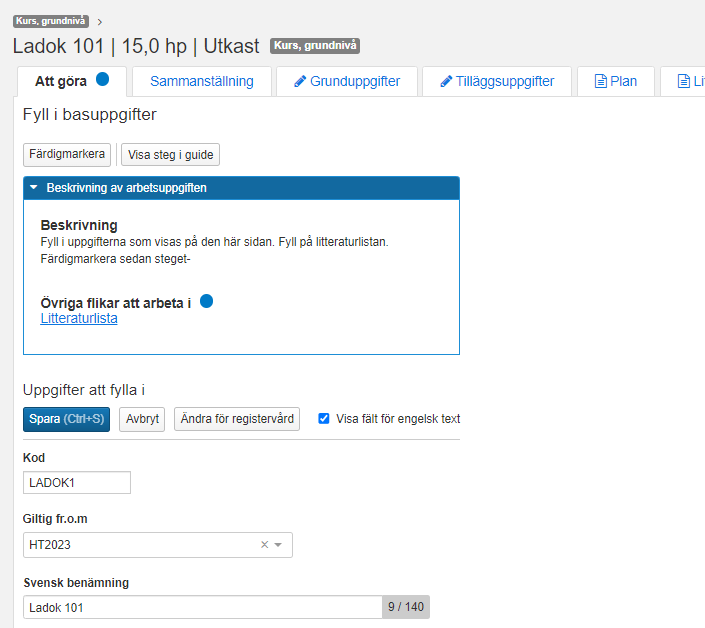 Kurs, grundnivå >
Ladok 101 | 15,0 hp | Utkast Kurs, grundnivå
Att göra Sammanställning Grunduppgifter Tilläggsuppgifter Plan Li
Fyll i basuppgifter
Färdigmarkera Visa steg i guide
Beskrivning av arbetsuppgiften
Beskrivning
Fyll i uppgifterna som visas på den här sidan. Fyll på litteraturlistan.
Färdigmarkera sedan steget-
Övriga flikar att arbeta i
Litteraturlista
Uppgifter att fylla i
Spara (Ctrl+S) Avbryt Ändra för registervård Visa fält för engelsk text
Kod
LADOK1
Giltig fr.o.m
HT2023
Svensk benämning
Ladok 101 9 / 140